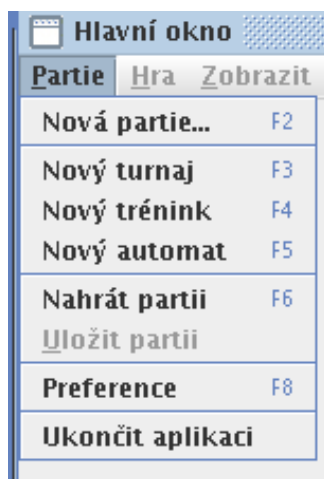 Hlavní okno
Partie Hra Zobrazit
Nová partie... F2
Nový turnaj F3
Nový trénink F4
Nový automat F5
Nahrát partii F6
Uložit partii
Preference F8
Ukončit aplikaci